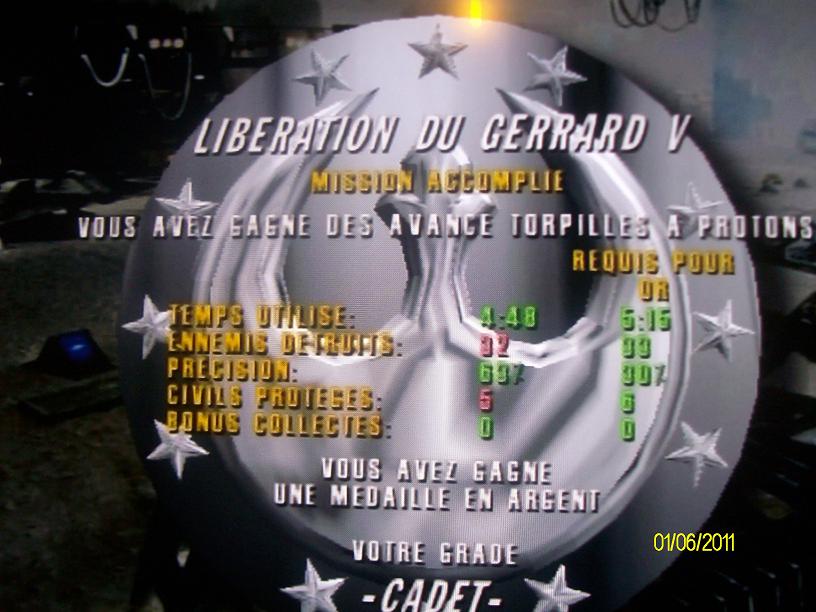 LIBERATION DU GERRARD V
MISSION ACCOMPLIE
VOUS AVEZ GAGNE DES AVANCE TORPILLES A PROTONS
REQUIS POUR
OR
TEMPS UTILISE: 4:48 5:15
ENNEMIS DETRUITS:
PRECISION:
CIVILS PROTEGES: 5 6
BONUS COLLECTES: 0 0
VOUS AVEZ GAGNE
UNE MEDAILLE EN ARGENT
VOTRE GRADE
-CADET-
01/06/2011